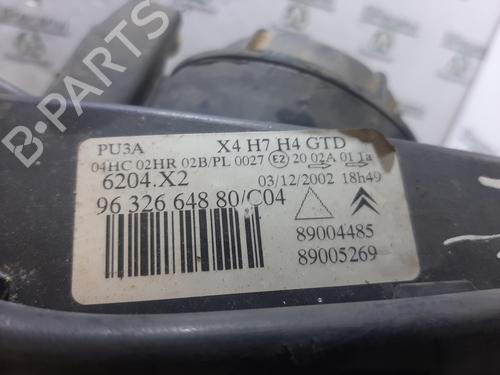 B-PARTS
PU3A X4 H7 H4 GTD
04HC 02HR 02B/PL 0027 E2 20 02A 01 1a
6204.X2 03/12/2002 18h49
96 326 648 80/C04
89004485
89005269